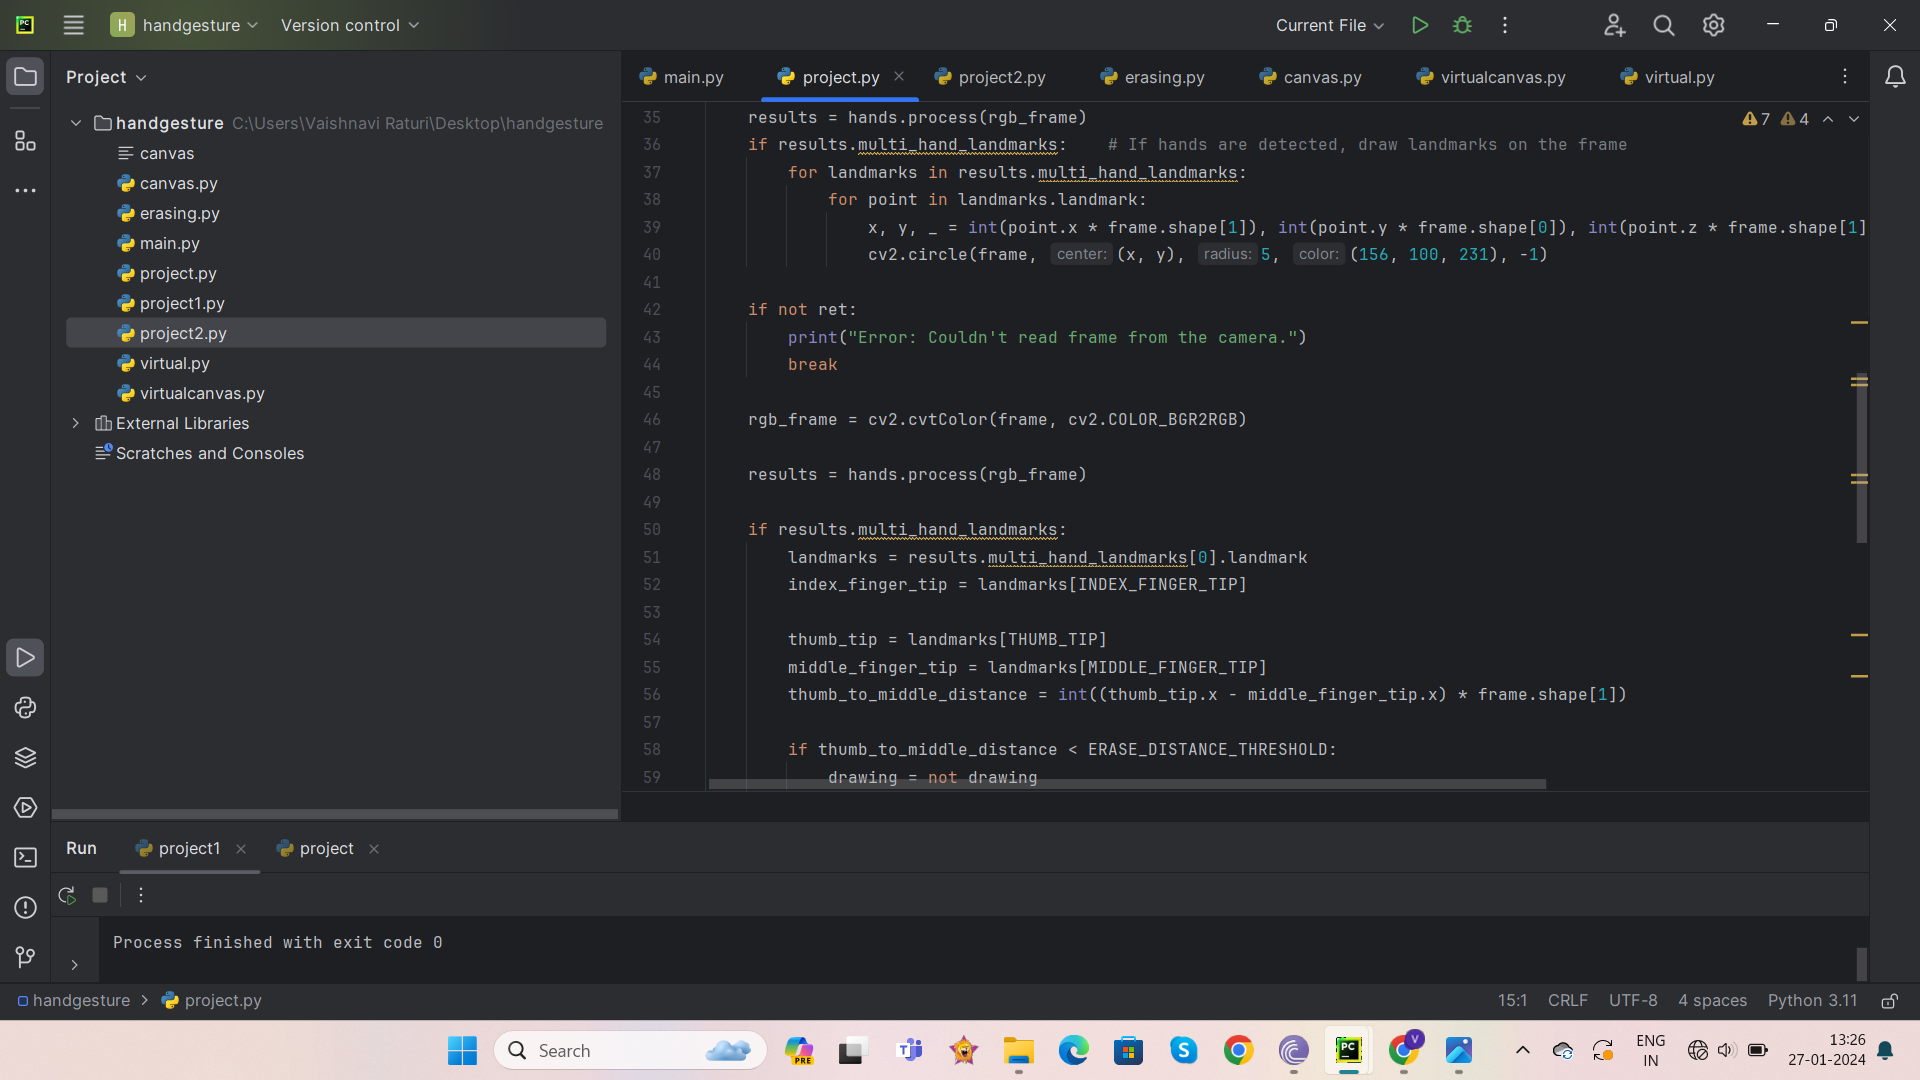 H handgesture Version control Current File
Project
main.py project.py project2.py erasing.py canvas.py virtualcanvas.py virtual.py
handgesture C:\Users\Vaishnavi Raturi\Desktop\handgesture
canvas
canvas.py
erasing.py
main.py
project.py
project1.py
project2.py
virtual.py
virtualcanvas.py
External Libraries
Scratches and Consoles
7 4
35 results = hands.process(rgb_frame)
36 if results.multi_hand_landmarks: # If hands are detected, draw landmarks on the frame
37 for landmarks in results.multi_hand_landmarks:
38 for point in landmarks.landmark:
39 x, y, _ = int(point.x * frame.shape[1]), int(point.y * frame.shape[0]), int(point.z * frame.shape[1]
40 cv2.circle(frame, center: (x, y), radius: 5, color: (156, 100, 231), -1)
41
42 if not ret:
43 print("Error: Couldn't read frame from the camera.")
44 break
45
46 rgb_frame = cv2.cvtColor(frame, cv2.COLOR_BGR2RGB)
47
48 results = hands.process(rgb_frame)
49
50 if results.multi_hand_landmarks:
51 landmarks = results.multi_hand_landmarks[0].landmark
52 index_finger_tip = landmarks[INDEX_FINGER_TIP]
53
54 thumb_tip = landmarks[THUMB_TIP]
55 middle_finger_tip = landmarks[MIDDLE_FINGER_TIP]
56 thumb_to_middle_distance = int((thumb_tip.x - middle_finger_tip.x) * frame.shape[1])
57
58 if thumb_to_middle_distance < ERASE_DISTANCE_THRESHOLD:
59 drawing = not drawing
Run project1 project
Process finished with exit code 0
handgesture > project.py 15:1 CRLF UTF-8 4 spaces Python 3.11
Search
PRE
PC
V
ENG
IN
13:26
27-01-2024